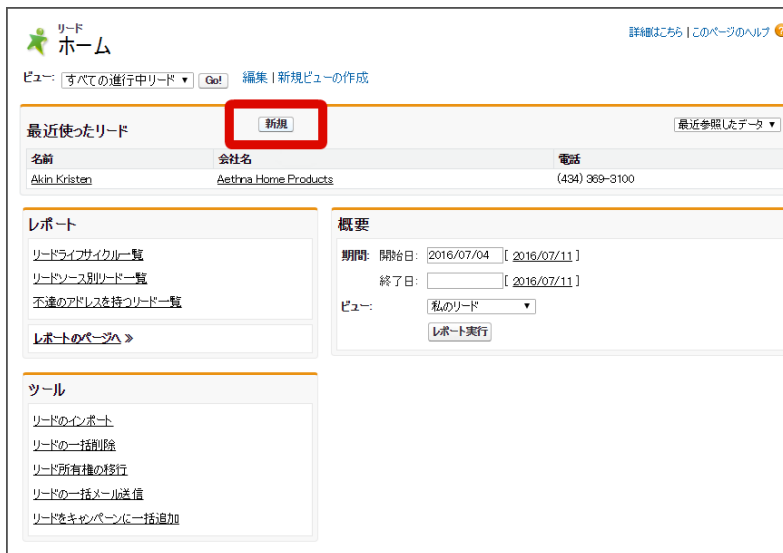 リード
ホーム
詳細はこちら | このページのヘルプ
ビュー: すべての進行中リード ▼ Go! 編集 | 新規ビューの作成
最近使ったリード 新規 最近参照したデータ ▼
名前 会社名 電話
Akin Kristen Aethna Home Products (434) 369-3100
レポート
リードライフサイクル一覧
リードソース別リード一覧
不達のアドレスを持つリード一覧
レポートのページへ ≫
概要
期間: 開始日: 2016/07/04 [ 2016/07/11 ]
終了日: [ 2016/07/11 ]
ビュー: 私のリード ▼
レポート実行
ツール
リードのインポート
リードの一括削除
リード所有権の移行
リードの一括メール送信
リードをキャンペーンに一括追加